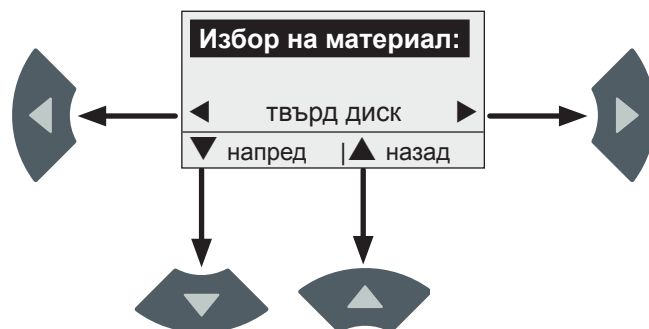 Избор на материал:
◀ твърд диск ▶
▼ напред |▲ назад